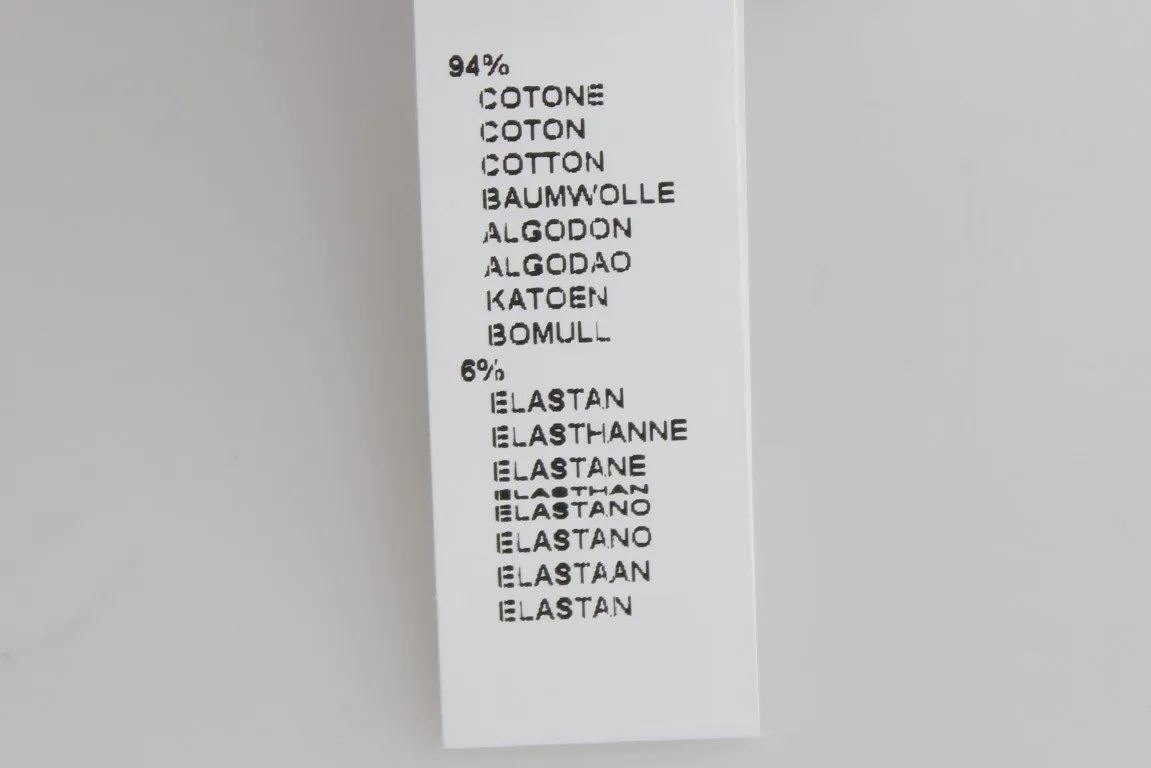 94%
COTONE
COTON
COTTON
BAUMWOLLE
ALGODON
ALGODAO
KATOEN
BOMULL
6%
ELASTAN
ELASTHANNE
ELASTANE
ELASTHAN
ELASTANO
ELASTANO
ELASTAAN
ELASTAN